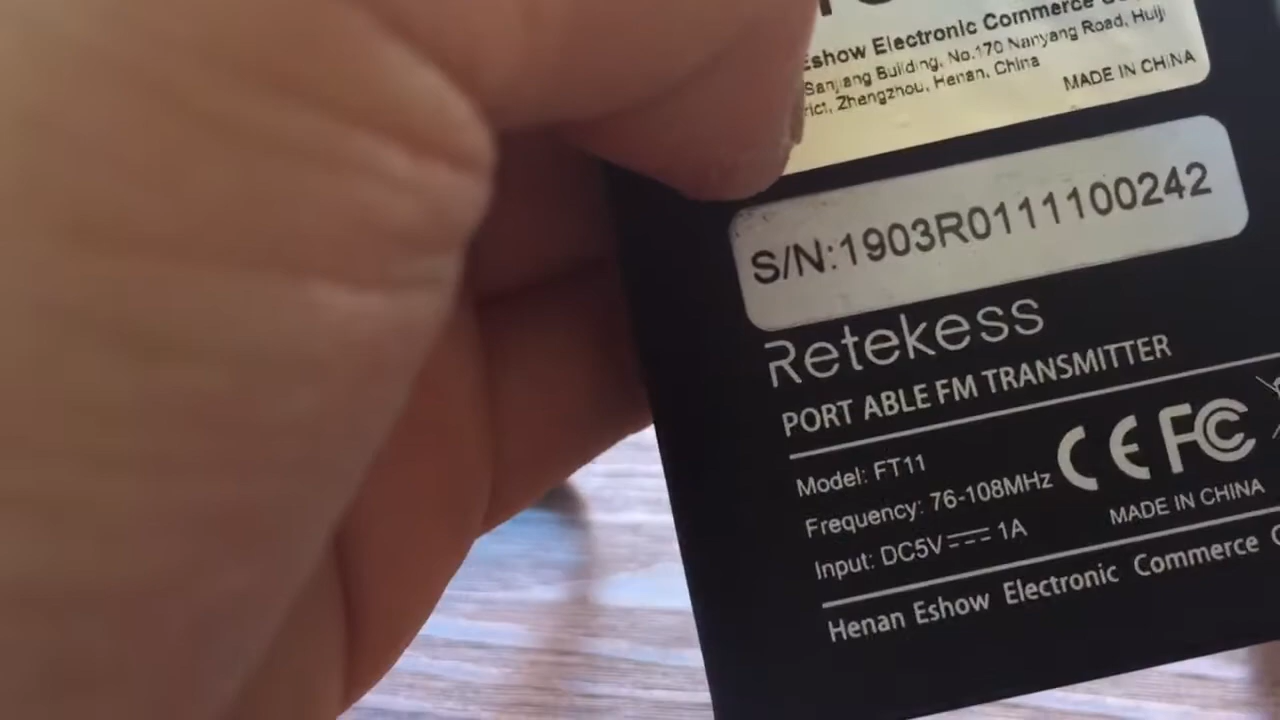 Eshow Electronic Commerce
Sanjiang Building, No.170 Nanyang Road, Huiji
rict, Zhengzhou, Henan, China
MADE IN CHINA
S/N:1903R0111100242
Retekess
PORT ABLE FM TRANSMITTER
Model: FT11
Frequency: 76-108MHz
CE FC
Input: DC5V 1A
MADE IN CHINA
Henan Eshow Electronic Commerce